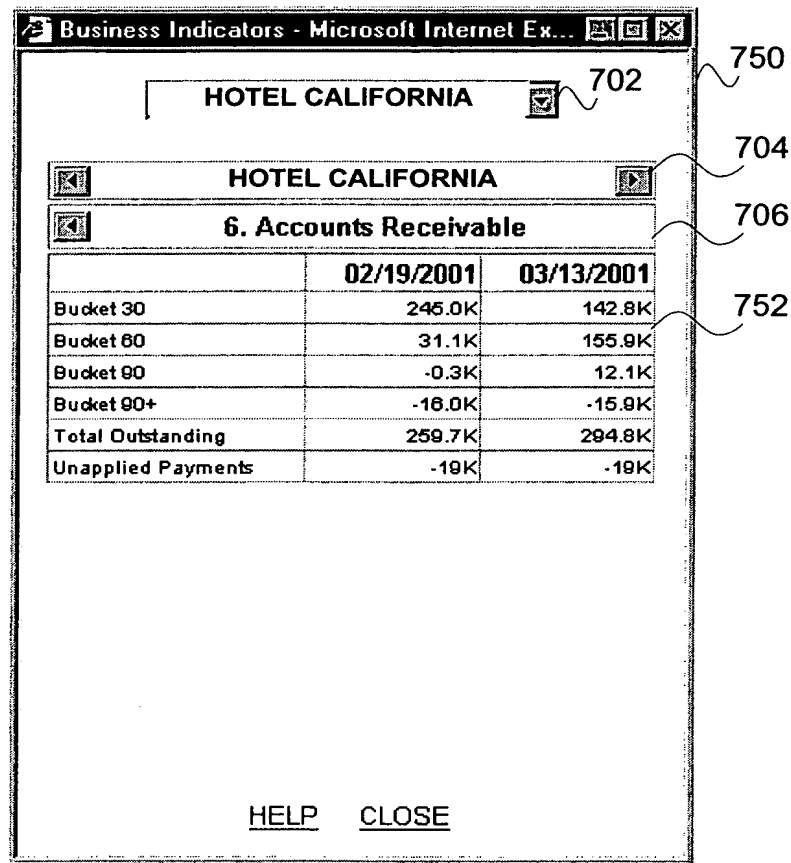 Business Indicators - Microsoft Internet Ex...
750
HOTEL CALIFORNIA
702
HOTEL CALIFORNIA
704
6. Accounts Receivable
706
02/19/2001 03/13/2001
Bucket 30 245.0K 142.8K
752
Bucket 60 31.1K 155.9K
Bucket 90 -0.3K 12.1K
Bucket 90+ -16.0K -15.9K
Total Outstanding 259.7K 294.8K
Unapplied Payments -19K -19K
HELP CLOSE